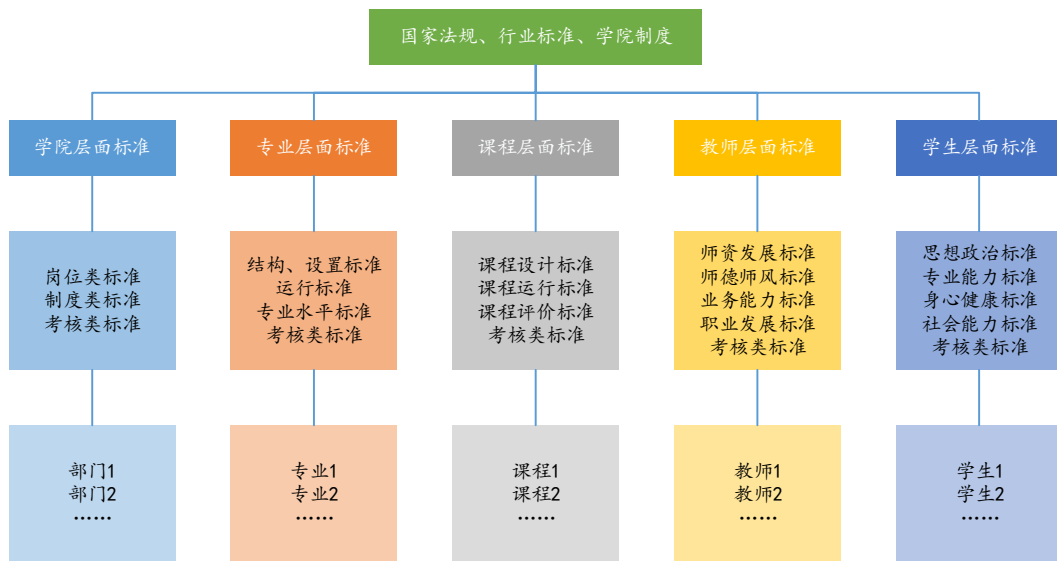 国家法规、行业标准、学院制度
学院层面标准
专业层面标准
课程层面标准
教师层面标准
学生层面标准
岗位类标准
制度类标准
考核类标准
结构、设置标准
运行标准
专业水平标准
考核类标准
课程设计标准
课程运行标准
课程评价标准
考核类标准
师资发展标准
师德师风标准
业务能力标准
职业发展标准
考核类标准
思想政治标准
专业能力标准
身心健康标准
社会能力标准
考核类标准
部门1
部门2
……
专业1
专业2
……
课程1
课程2
……
教师1
教师2
……
学生1
学生2
……